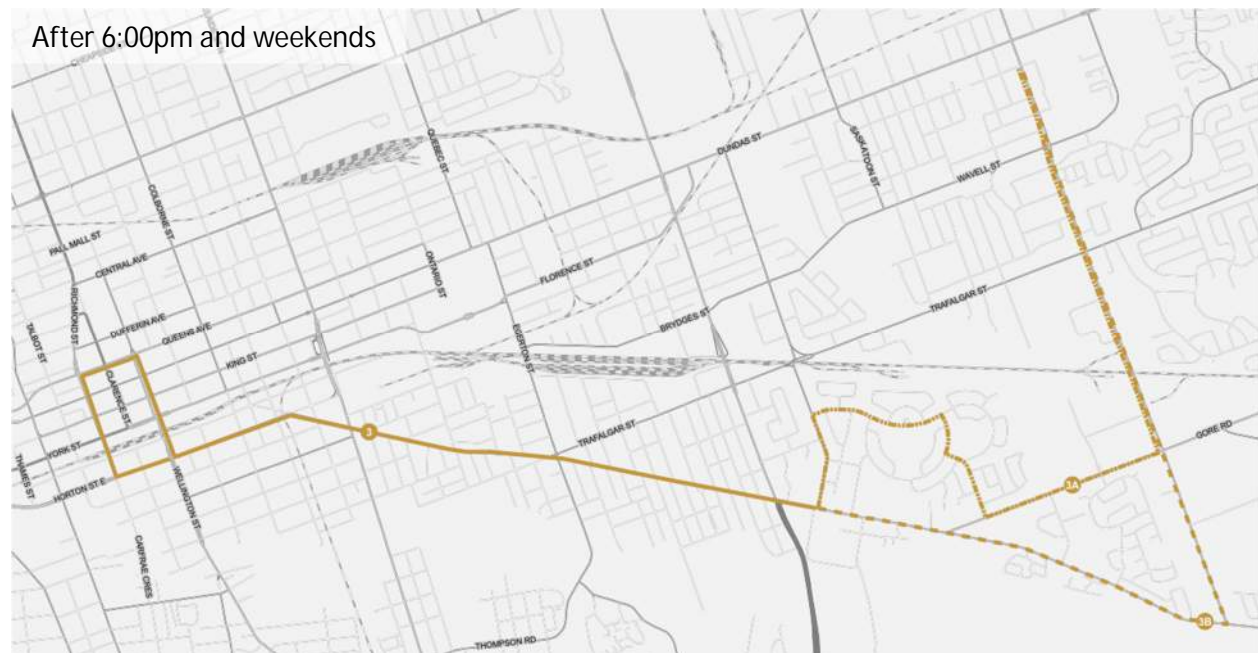 After 6:00pm and weekends
CHEAPSIDE
QUEBEC ST
DUNDAS ST
SASKATOON ST
WAVELL ST
COLBORNE ST
PALL MALL ST
CENTRAL AVE
ONTARIO ST
FLORENCE ST
TRAFALGAR ST
RICHMOND ST
DUFFERIN AVE
QUEENS AVE
TALBOT ST
KING ST
EGERTON ST
BRYDGES ST
CLARENCE ST
3
TRAFALGAR ST
GORE RD
YORK ST
THAMES ST
HORTON ST E
WELLINGTON ST
3A
CARFRAE CRES
THOMPSON RD
3B